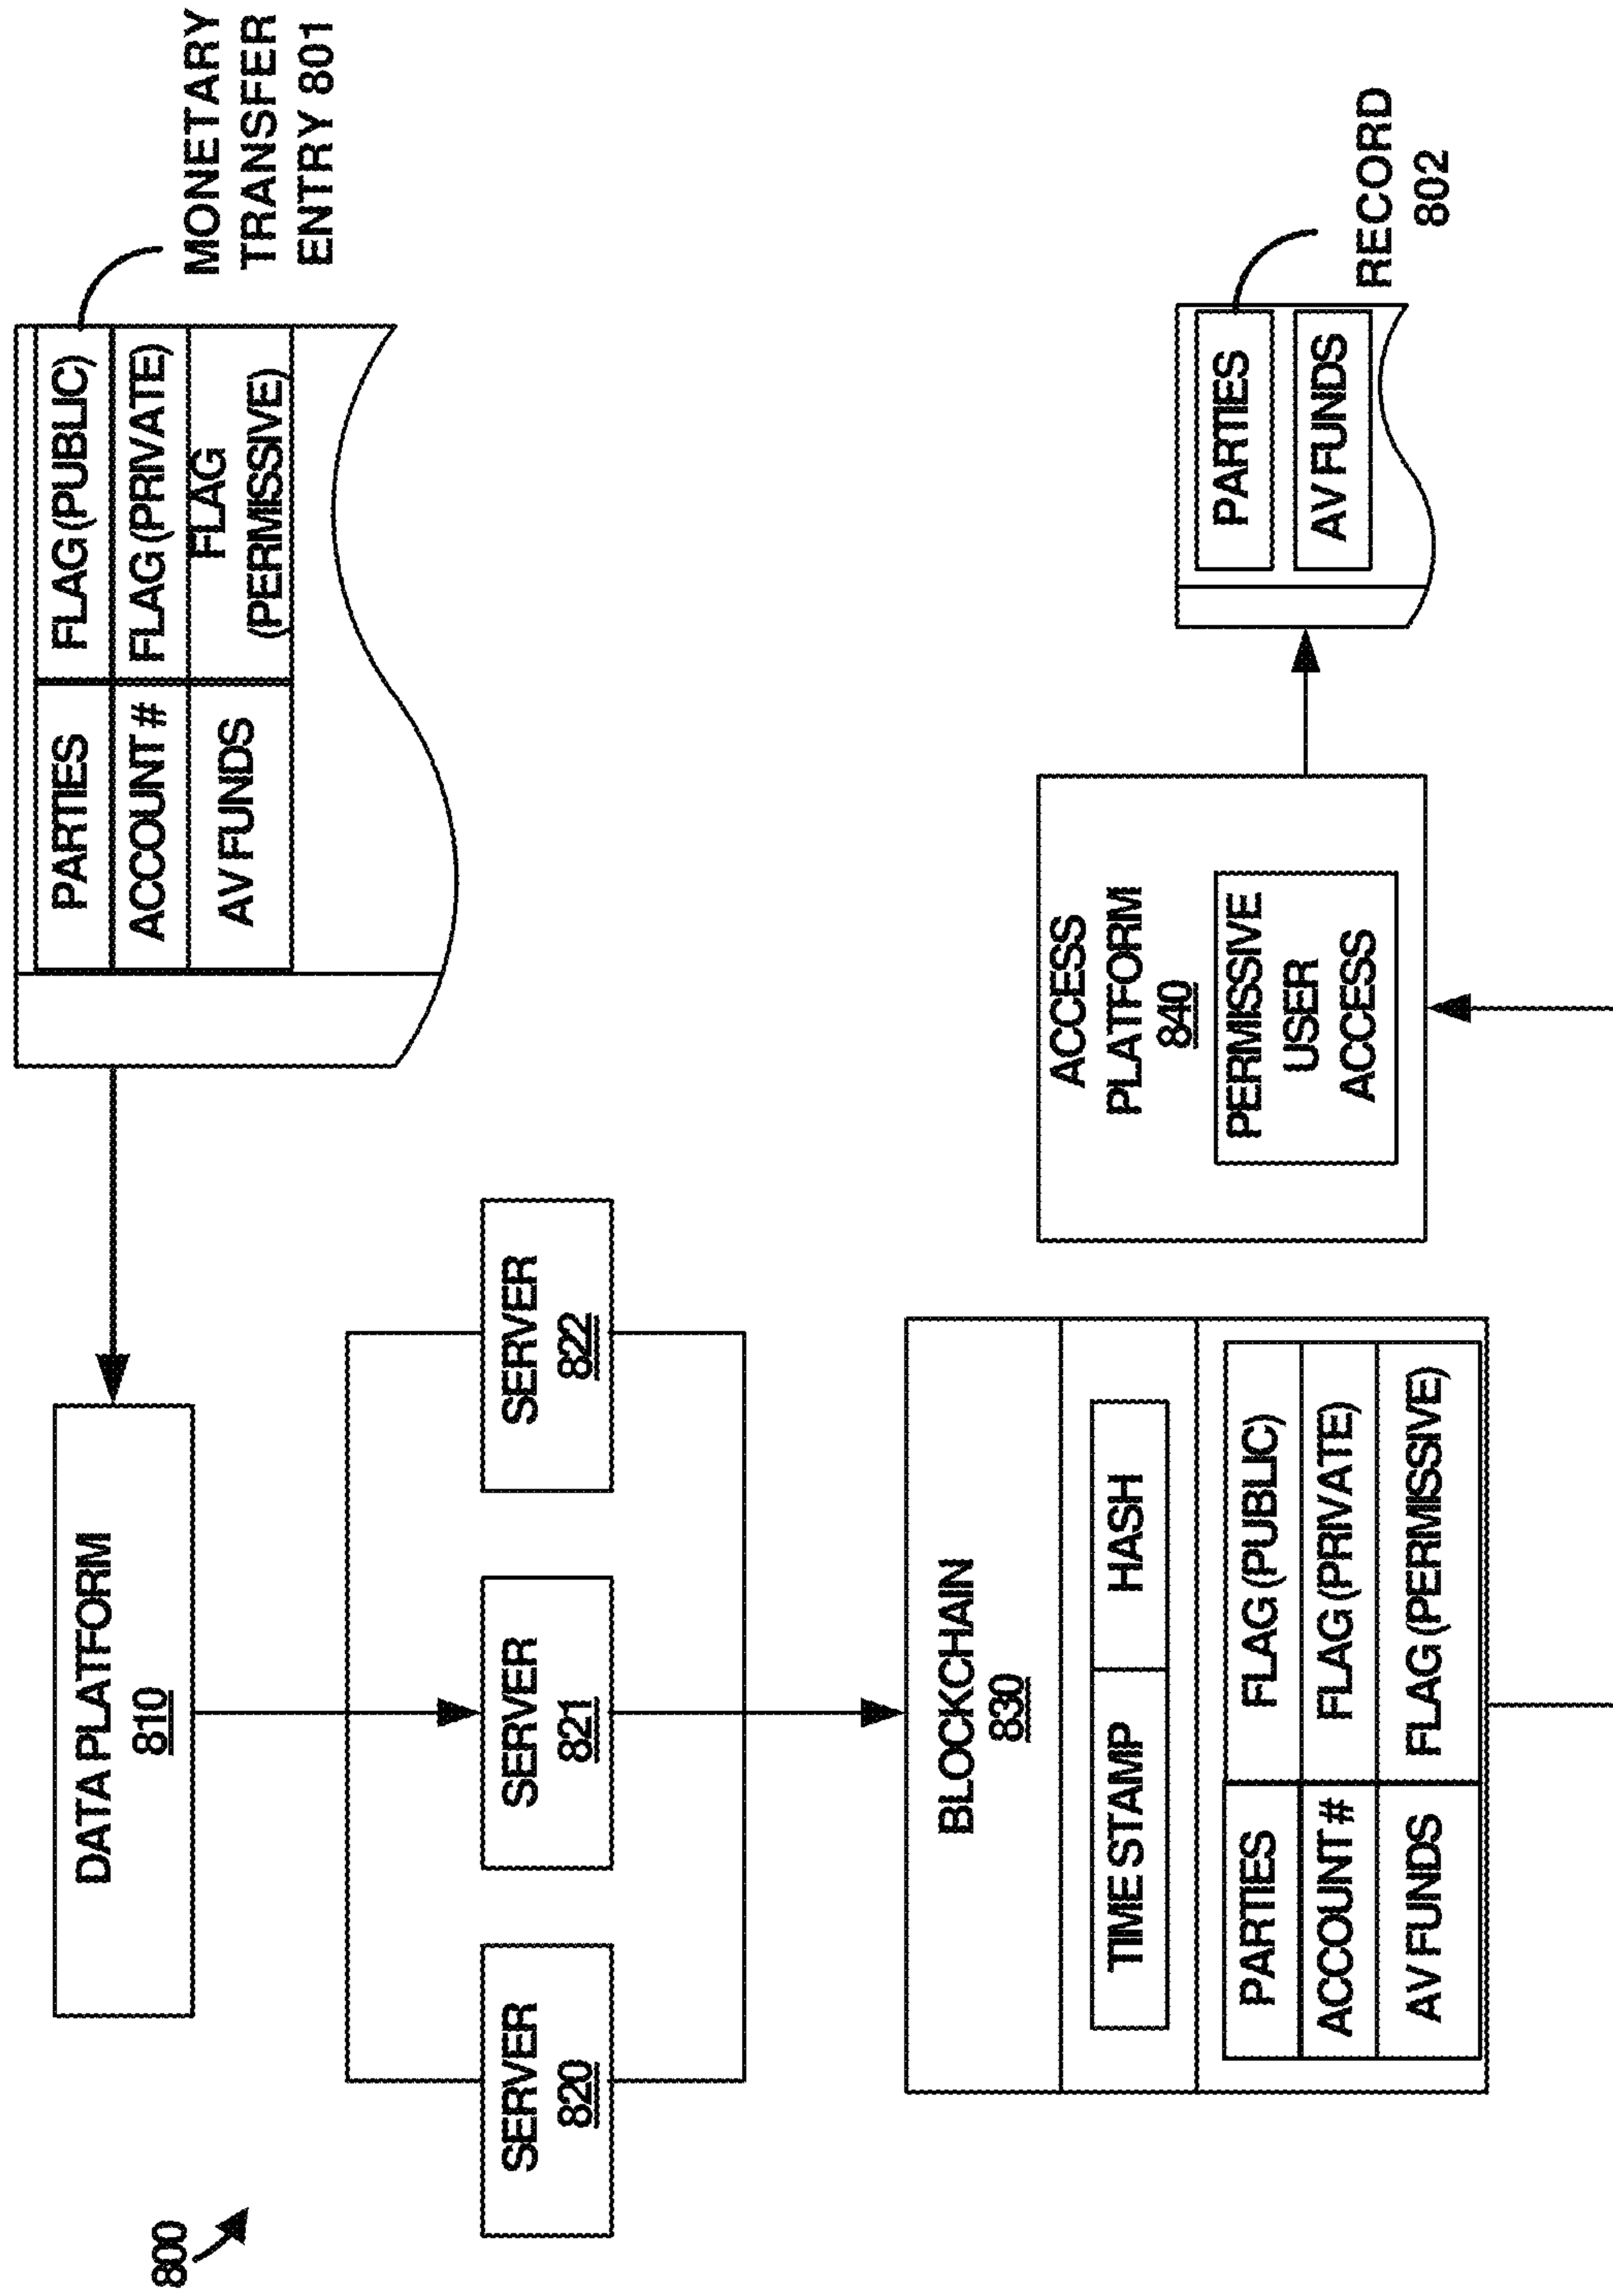 800
DATA PLATFORM
810
PARTIES
FLAG (PUBLIC)
ACCOUNT #
FLAG (PRIVATE)
AV FUNDS
FLAG
(PERMISSIVE)
MONETARY
TRANSFER
ENTRY 801
SERVER
820
SERVER
821
SERVER
822
BLOCKCHAIN
830
TIME STAMP
HASH
PARTIES
FLAG (PUBLIC)
ACCOUNT #
FLAG (PRIVATE)
AV FUNDS
FLAG (PERMISSIVE)
ACCESS
PLATFORM
840
PERMISSIVE
USER
ACCESS
PARTIES
AV FUNDS
RECORD
802